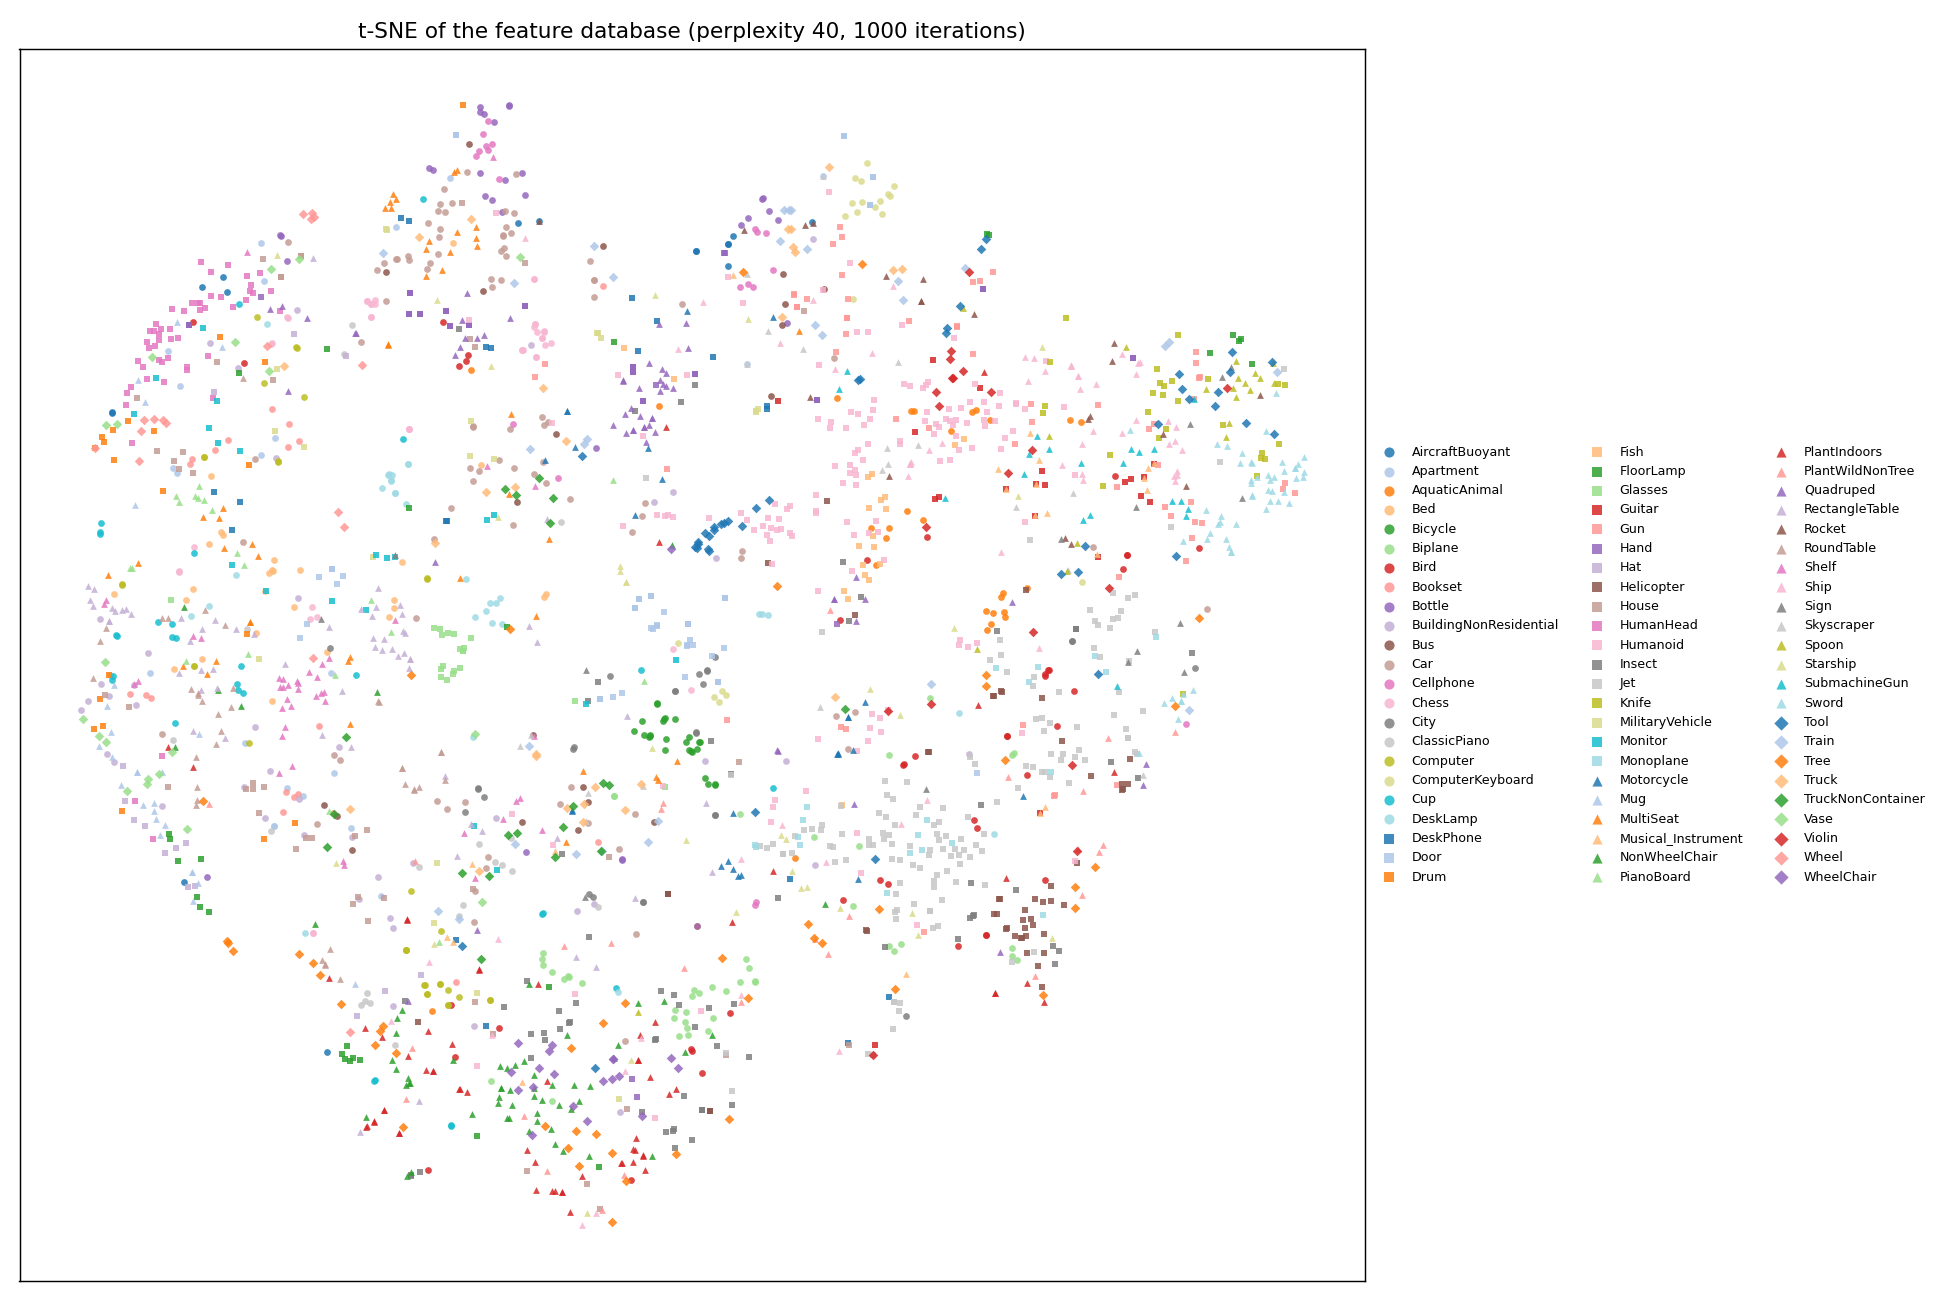 t-SNE of the feature database (perplexity 40, 1000 iterations)
AircraftBuoyant
Apartment
AquaticAnimal
Bed
Bicycle
Biplane
Bird
Bookset
Bottle
BuildingNonResidential
Bus
Car
Cellphone
Chess
City
ClassicPiano
Computer
ComputerKeyboard
Cup
DeskLamp
DeskPhone
Door
Drum
Fish
FloorLamp
Glasses
Guitar
Gun
Hand
Hat
Helicopter
House
HumanHead
Humanoid
Insect
Jet
Knife
MilitaryVehicle
Monitor
Monoplane
Motorcycle
Mug
MultiSeat
Musical_Instrument
NonWheelChair
PianoBoard
PlantIndoors
PlantWildNonTree
Quadruped
RectangleTable
Rocket
RoundTable
Shelf
Ship
Sign
Skyscraper
Spoon
Starship
SubmachineGun
Sword
Tool
Train
Tree
Truck
TruckNonContainer
Vase
Violin
Wheel
WheelChair